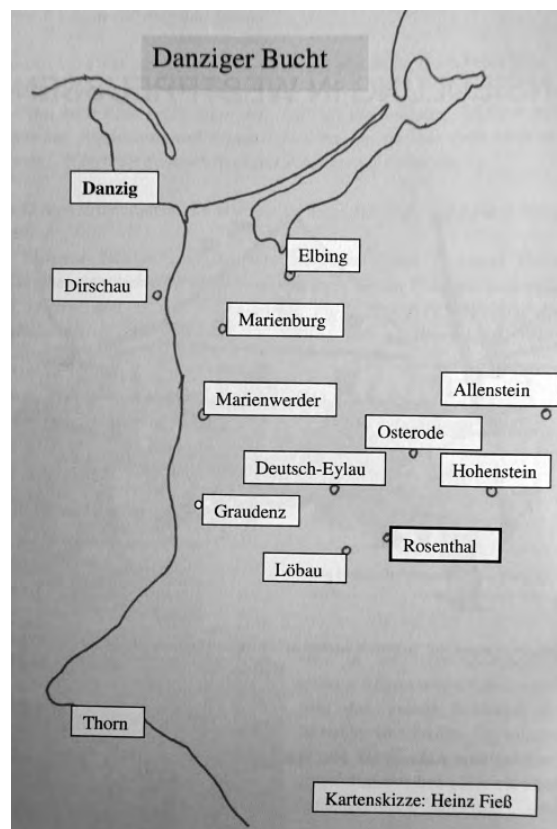 Danziger Bucht
Danzig
Elbing
Dirschau
Marienburg
Allenstein
Marienwerder
Osterode
Deutsch-Eylau
Hohenstein
Graudenz
Rosenthal
Löbau
Thorn
Kartenskizze: Heinz Fieß